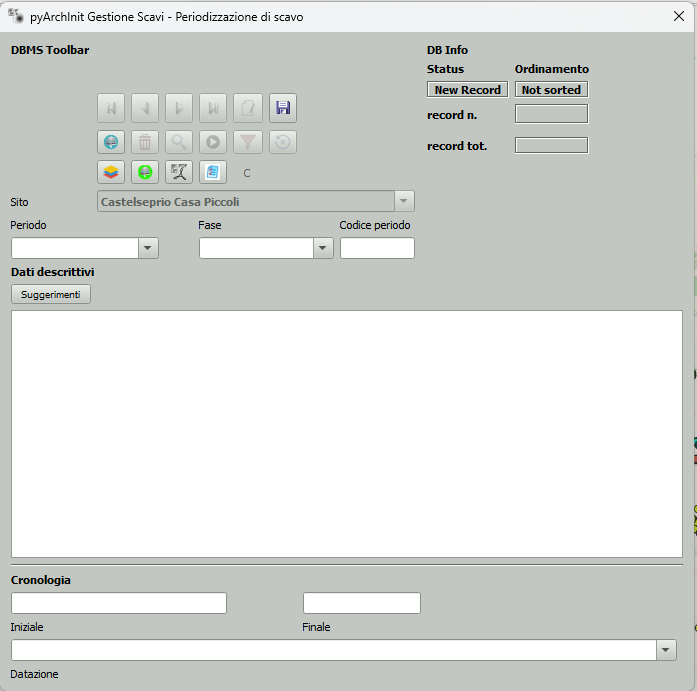 pyArchInit Gestione Scavi - Periodizzazione di scavo
DBMS Toolbar
DB Info
Status Ordinamento
New Record Not sorted
record n.
record tot.
C
Sito Castelseprio Casa Piccoli
Periodo Fase Codice periodo
Dati descrittivi
Suggerimenti
Cronologia
Iniziale Finale
Datazione